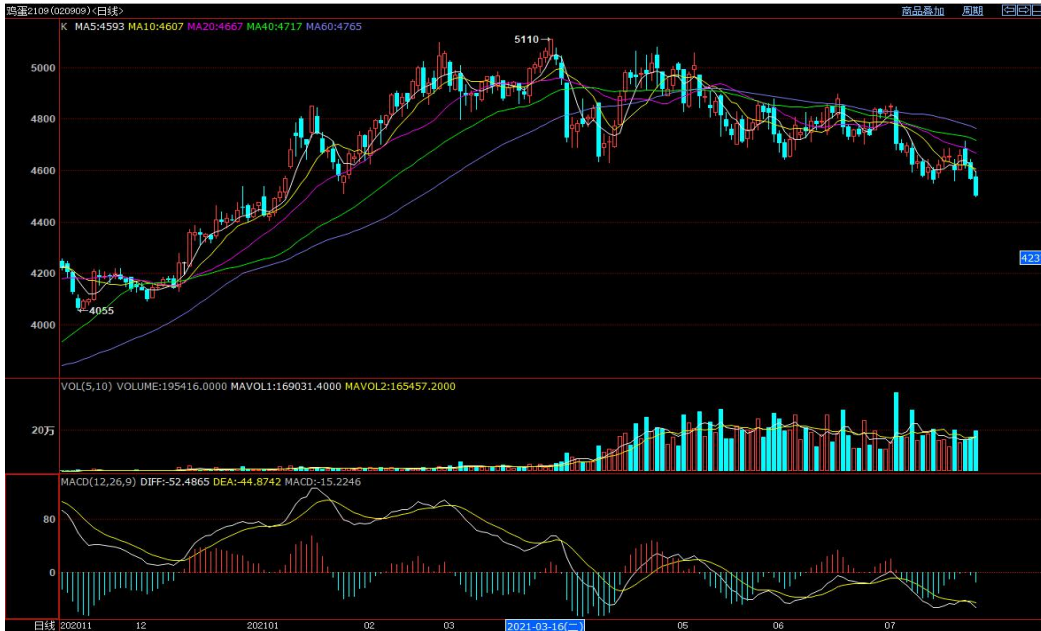 鸡蛋2109(020909)<日线> 商品叠加 周期
K MA5:4593 MA10:4607 MA20:4667 MA40:4717 MA60:4765
5110
5000
4800
4600
4400
423
4200
4055
4000
VOL(5,10) VOLUME:195416.0000 MAVOL1:169031.4000 MAVOL2:165457.2000
20万
MACD(12,26,9) DIFF:-52.4865 DEA:-44.8742 MACD:-15.2246
80
0
日线 202011 12 202101 02 03 2021-03-16(二) 05 06 07